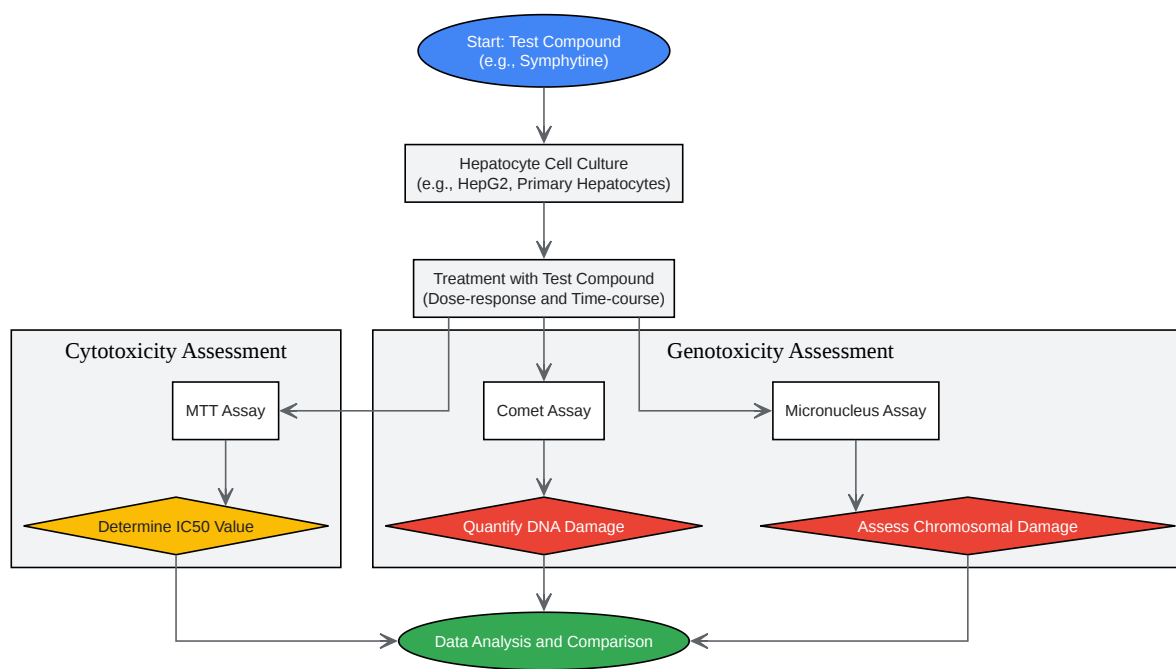 Start: Test Compound
(e.g., Symphytine)
Hepatocyte Cell Culture
(e.g., HepG2, Primary Hepatocytes)
Treatment with Test Compound
(Dose-response and Time-course)
Cytotoxicity Assessment
Genotoxicity Assessment
MTT Assay
Comet Assay
Micronucleus Assay
Determine IC50 Value
Quantify DNA Damage
Assess Chromosomal Damage
Data Analysis and Comparison